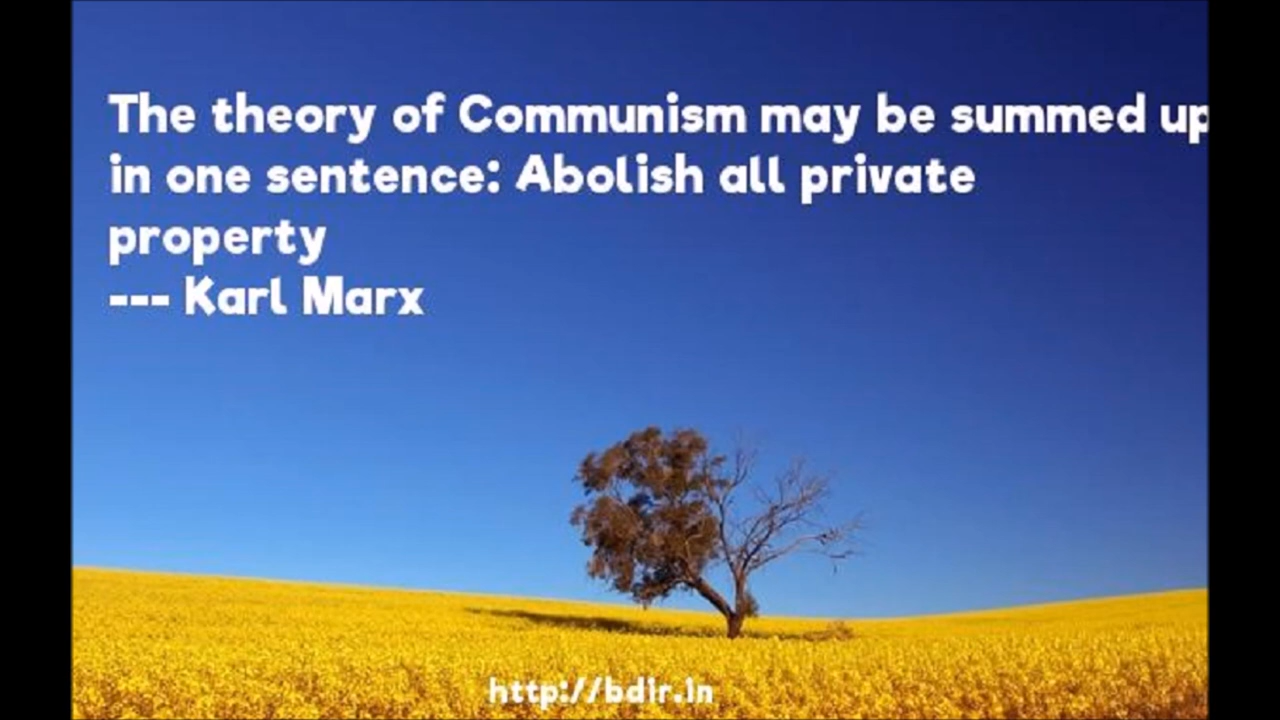 The theory of Communism may be summed up
in one sentence: Abolish all private
property
--- Karl Marx
http://bdir.in